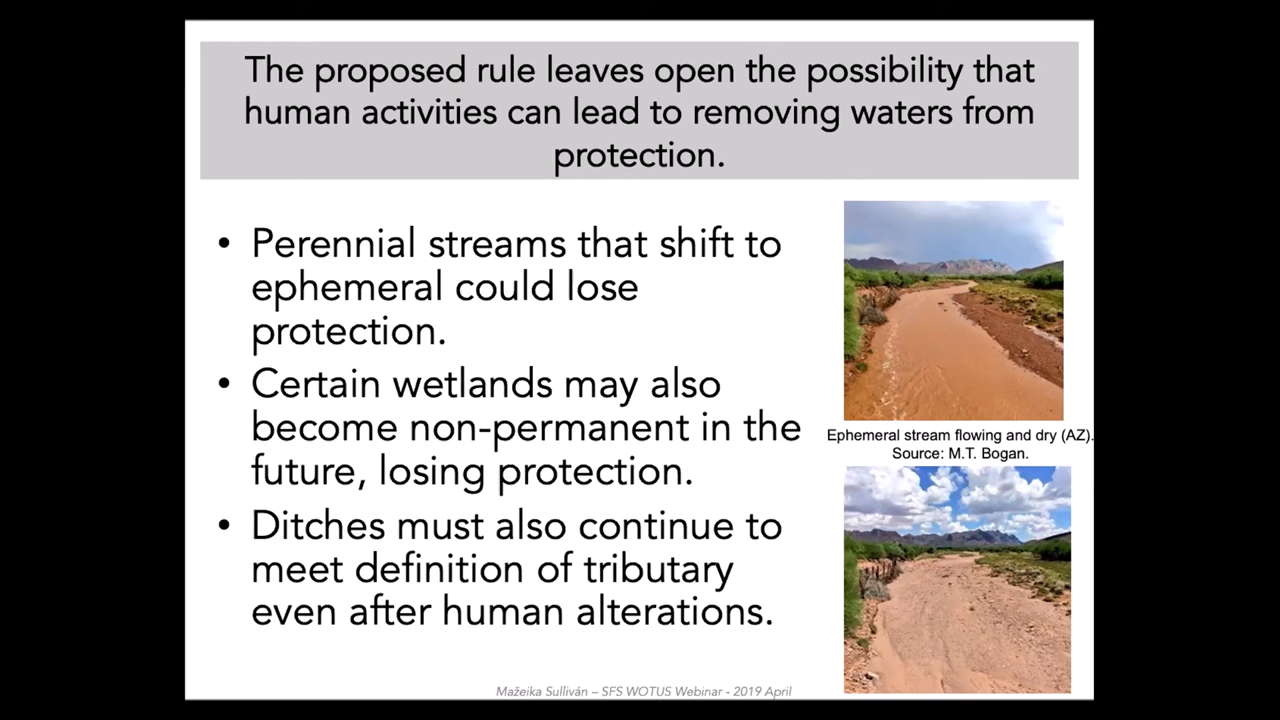 The proposed rule leaves open the possibility that
human activities can lead to removing waters from
protection.
• Perennial streams that shift to
ephemeral could lose
protection.
• Certain wetlands may also
become non-permanent in the
future, losing protection.
• Ditches must also continue to
meet definition of tributary
even after human alterations.
Ephemeral stream flowing and dry (AZ).
Source: M.T. Bogan.
Mažeika Sullivan – SFS WOTUS Webinar - 2019 April